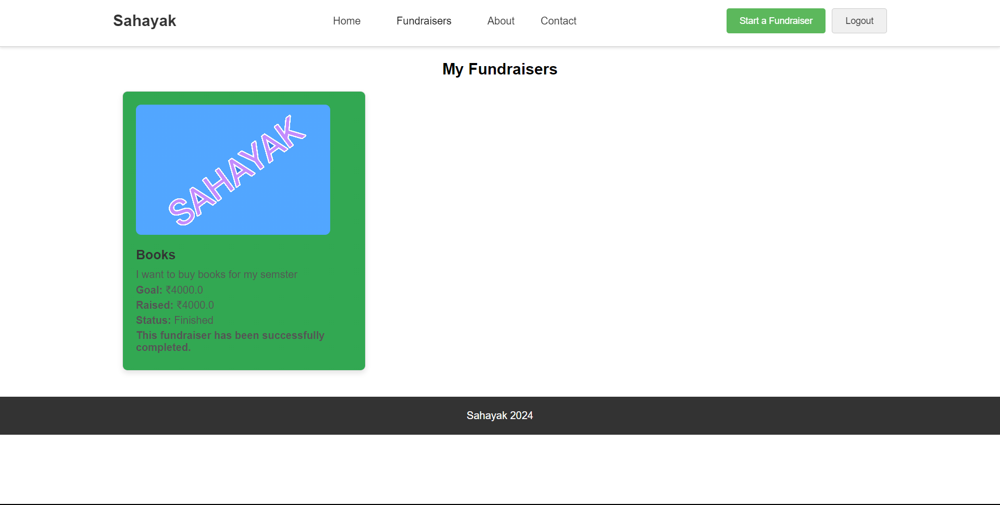 Sahayak
Home
Fundraisers
About
Contact
Start a Fundraiser
Logout
My Fundraisers
SAHAYAK
Books
I want to buy books for my semster
Goal: ₹4000.0
Raised: ₹4000.0
Status: Finished
This fundraiser has been successfully
completed.
Sahayak 2024